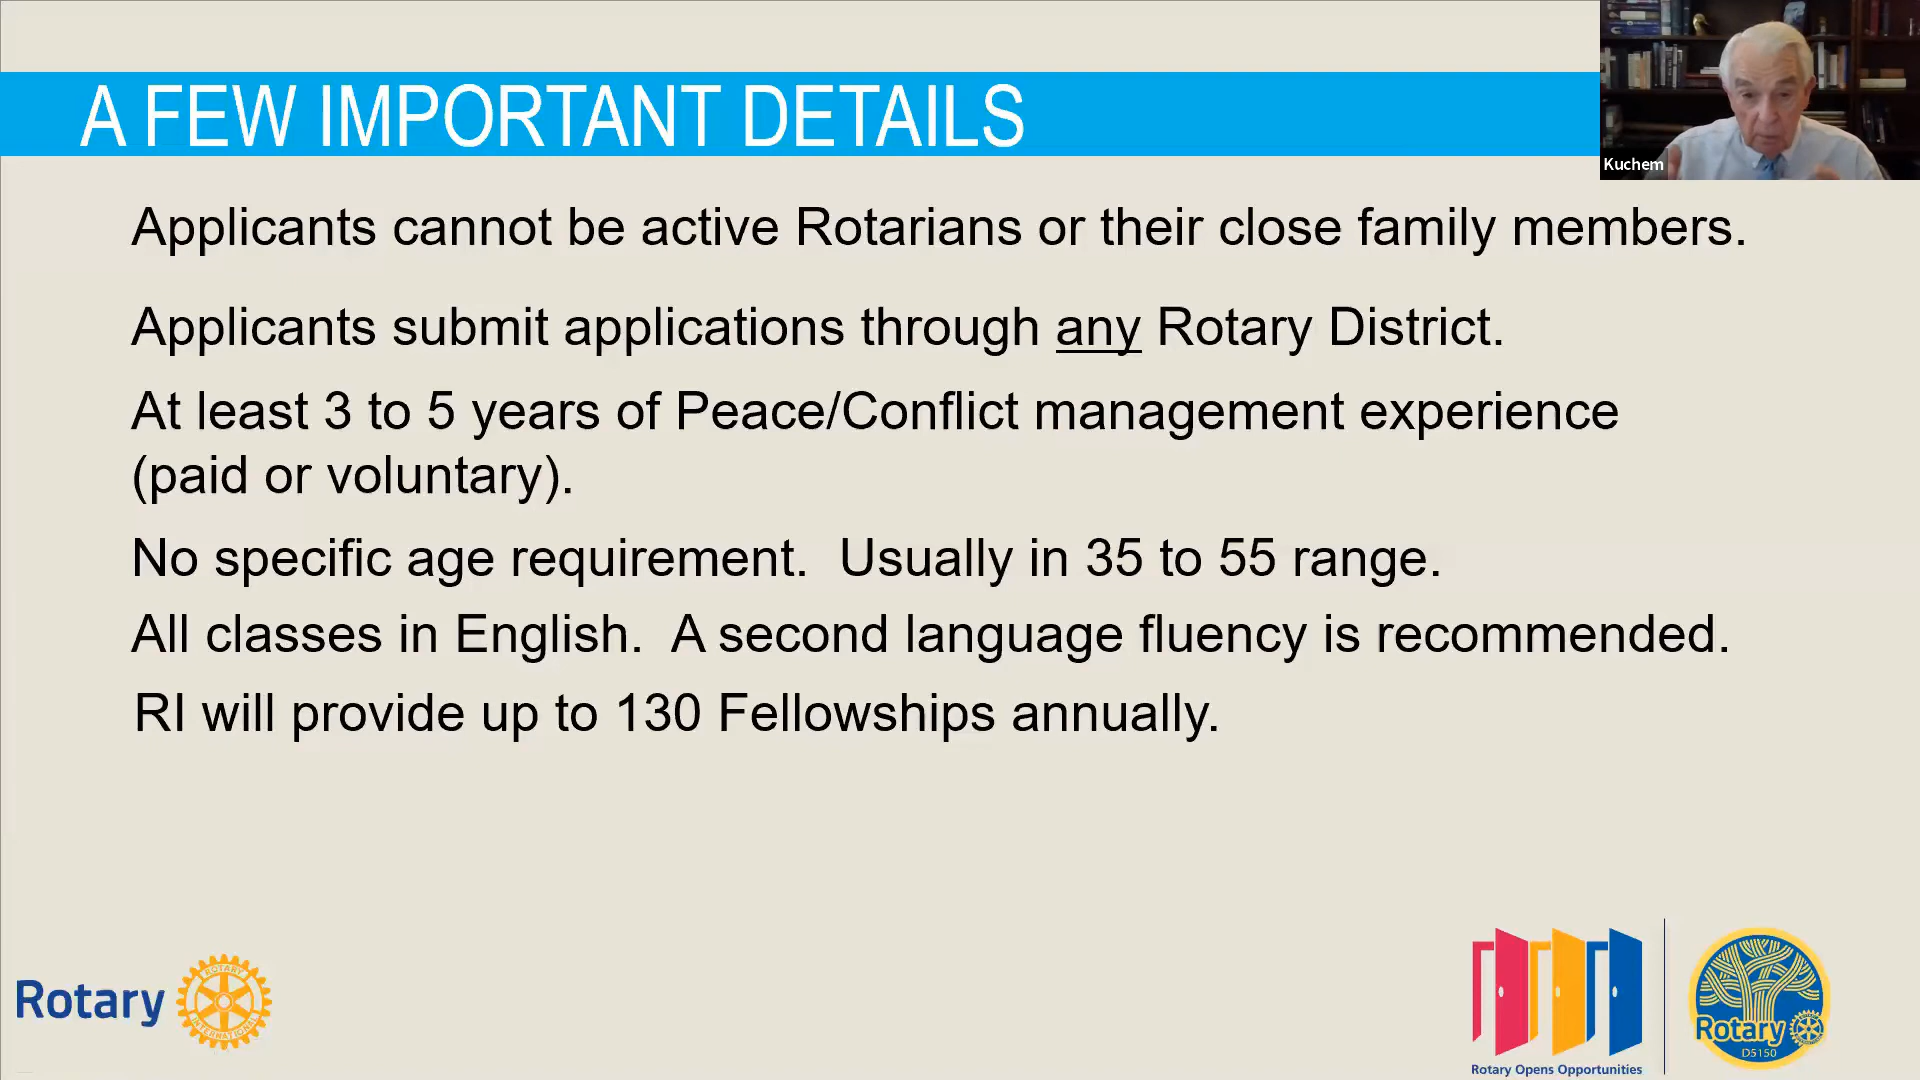 A FEW IMPORTANT DETAILS
Kuchem
Applicants cannot be active Rotarians or their close family members.
Applicants submit applications through any Rotary District.
At least 3 to 5 years of Peace/Conflict management experience
(paid or voluntary).
No specific age requirement.  Usually in 35 to 55 range.
All classes in English.  A second language fluency is recommended.
RI will provide up to 130 Fellowships annually.
Rotary
ROTARY
INTERNATIONAL
Rotary Opens Opportunities
Rotary
D5150